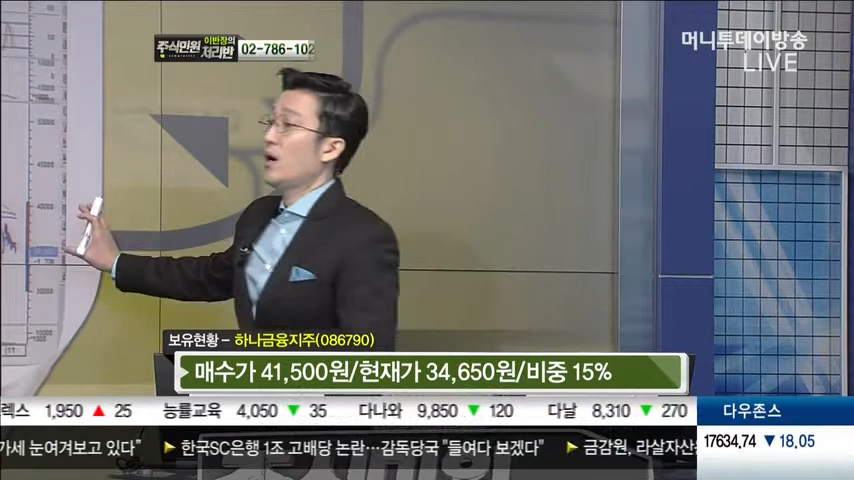 주식민원 이반장의 처리반 02-786-102
머니투데이방송
LIVE
보유현황 - 하나금융지주(086790)
매수가 41,500원/현재가 34,650원/비중 15%
렉스 1,950 ▲ 25 능률교육 4,050 ▼ 35 다나와 9,850 ▼ 120 다날 8,310 ▼ 270 다우존스
가세 눈여겨보고 있다" ▶ 한국SC은행 1조 고배당 논란…감독당국 "들여다 보겠다" ▶ 금감원, 라살자산 17634,74 ▼18,05